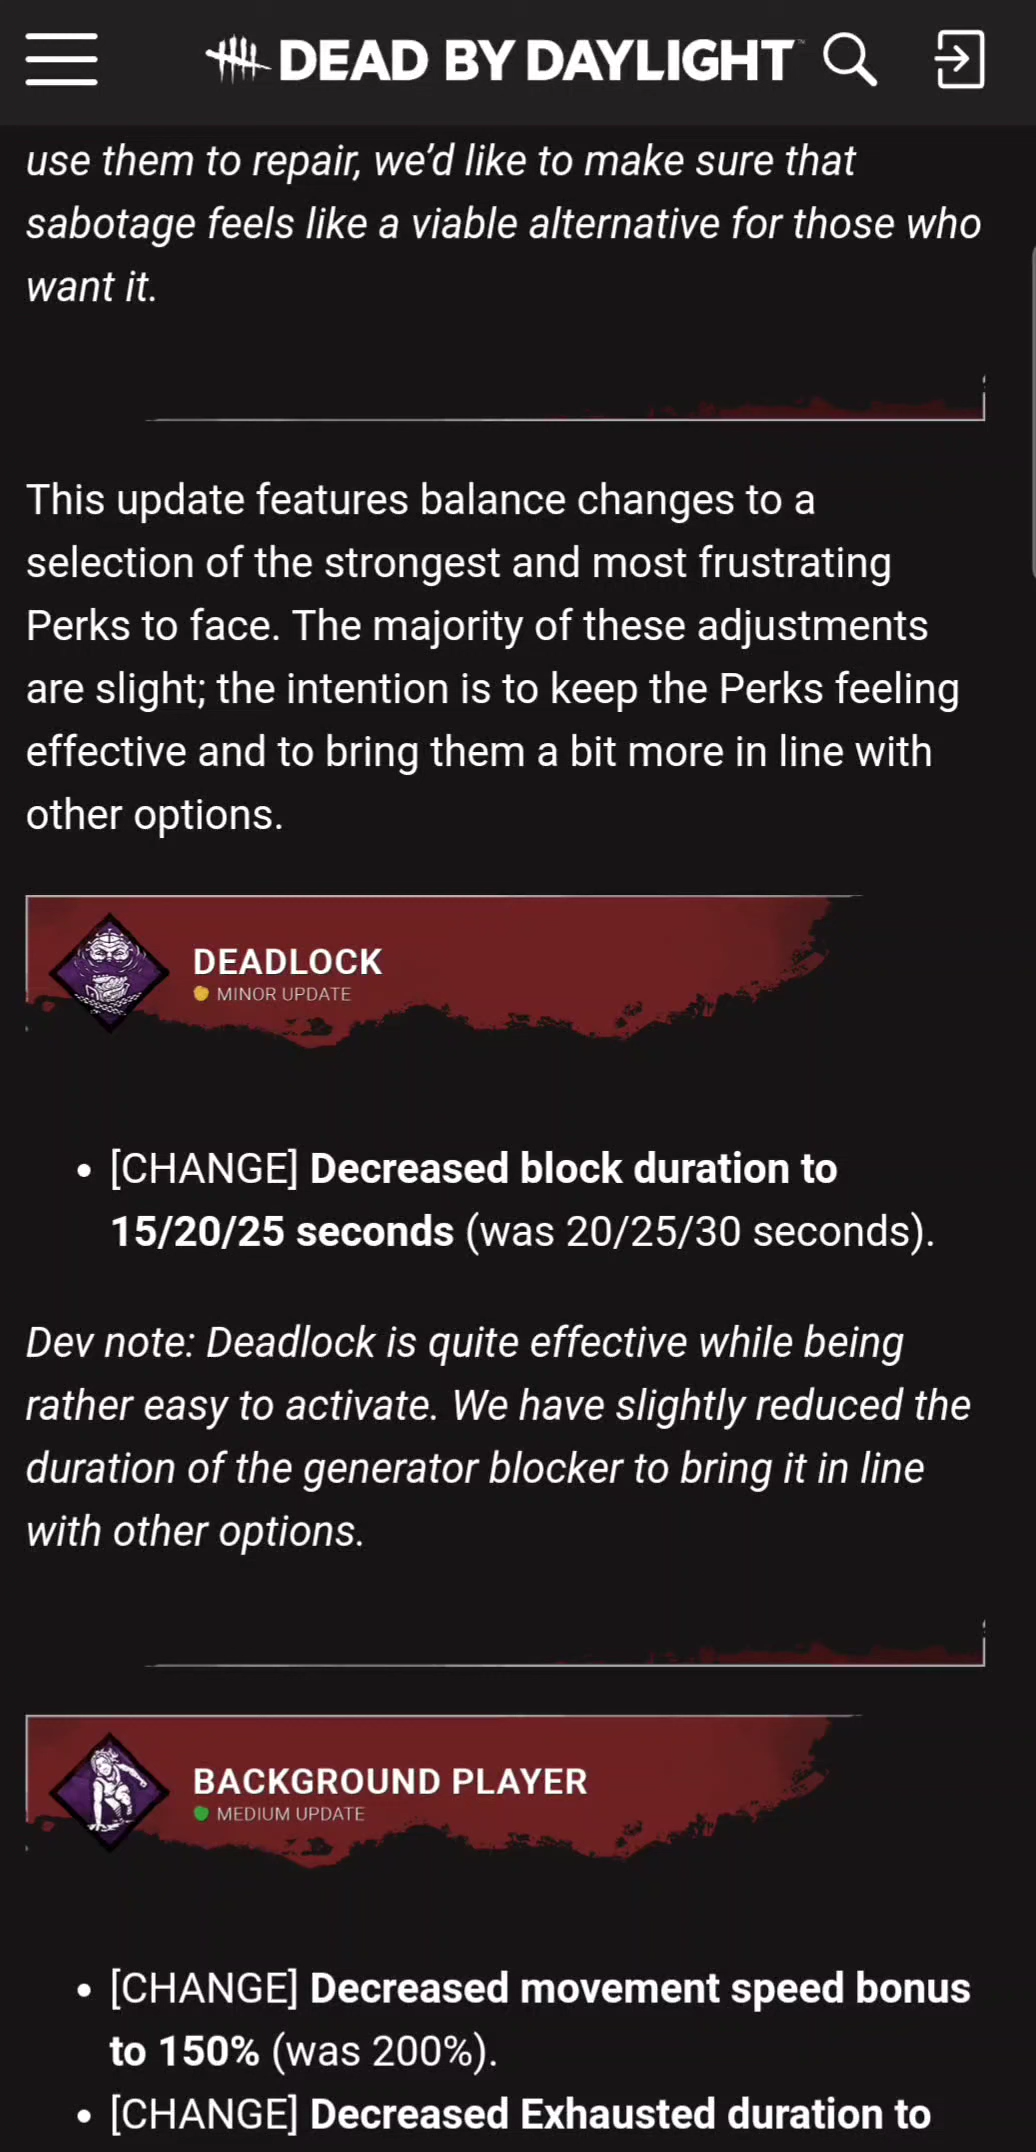 DEAD BY DAYLIGHT™
use them to repair, we’d like to make sure that
sabotage feels like a viable alternative for those who
want it.
This update features balance changes to a
selection of the strongest and most frustrating
Perks to face. The majority of these adjustments
are slight; the intention is to keep the Perks feeling
effective and to bring them a bit more in line with
other options.
DEADLOCK
MINOR UPDATE
• [CHANGE] Decreased block duration to
15/20/25 seconds (was 20/25/30 seconds).
Dev note: Deadlock is quite effective while being
rather easy to activate. We have slightly reduced the
duration of the generator blocker to bring it in line
with other options.
BACKGROUND PLAYER
MEDIUM UPDATE
• [CHANGE] Decreased movement speed bonus
to 150% (was 200%).
• [CHANGE] Decreased Exhausted duration to